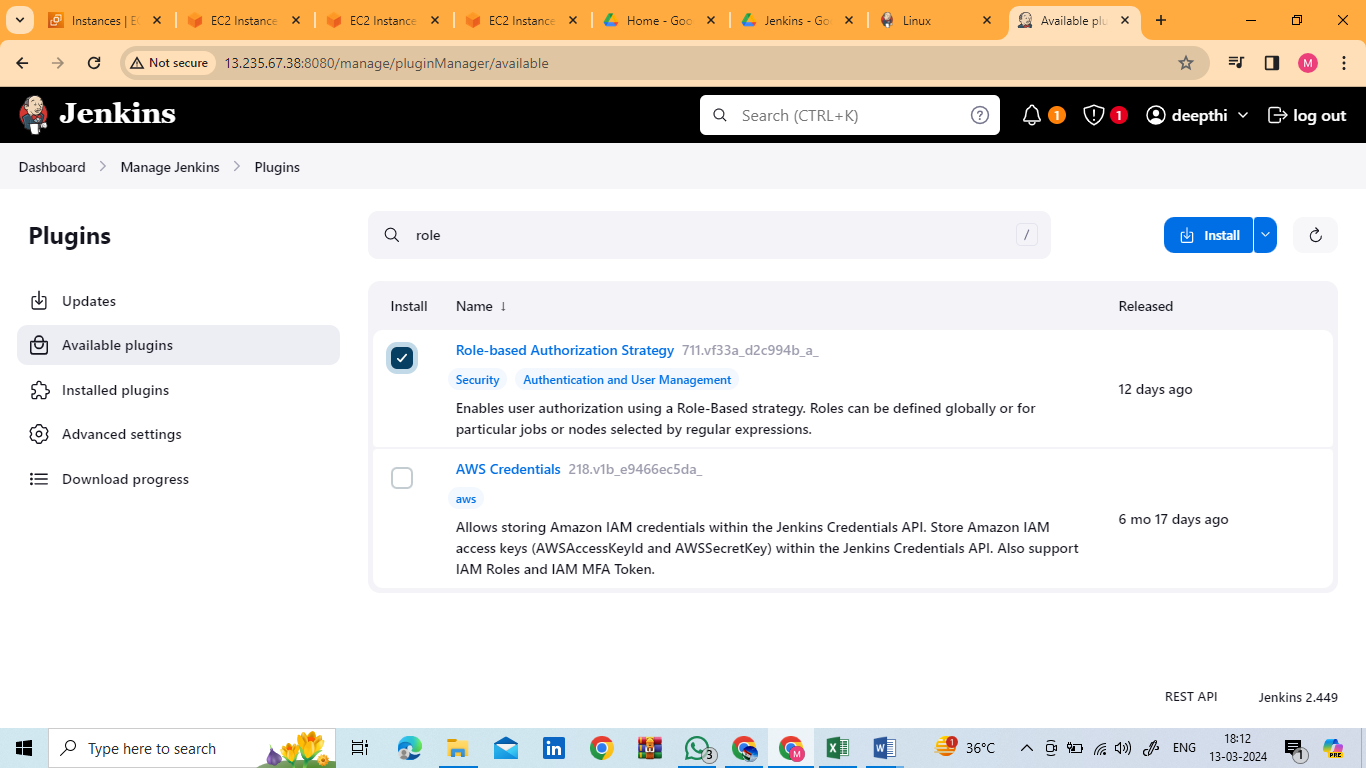 Instances | E
EC2 Instance
EC2 Instance
EC2 Instance
Home - Goo
Jenkins - Go
Linux
Available plu
Not secure
13.235.67.38:8080/manage/pluginManager/available
M
Jenkins
Search (CTRL+K)
?
1
1
deepthi
log out
Dashboard
Manage Jenkins
Plugins
Plugins
role
/
Install
Updates
Available plugins
Installed plugins
Advanced settings
Download progress
Install
Name ↓
Released
Role-based Authorization Strategy 711.vf33a_d2c994b_a_
Security
Authentication and User Management
Enables user authorization using a Role-Based strategy. Roles can be defined globally or for
particular jobs or nodes selected by regular expressions.
12 days ago
AWS Credentials 218.v1b_e9466ec5da_
aws
Allows storing Amazon IAM credentials within the Jenkins Credentials API. Store Amazon IAM
access keys (AWSAccessKeyId and AWSSecretKey) within the Jenkins Credentials API. Also support
IAM Roles and IAM MFA Token.
6 mo 17 days ago
REST API
Jenkins 2.449
Type here to search
3
M
36°C
ENG
18:12
13-03-2024
1
PRE